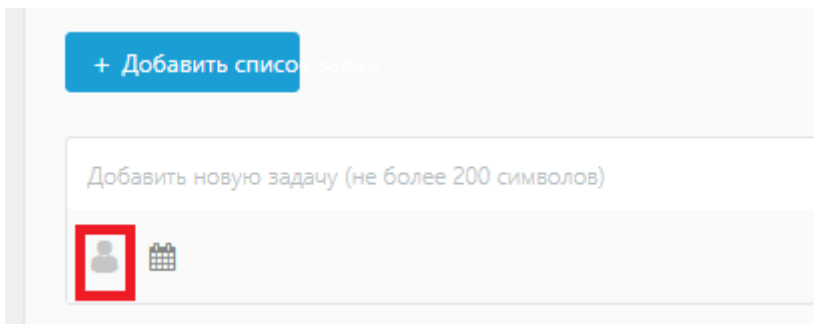 + Добавить список задач
Добавить новую задачу (не более 200 символов)